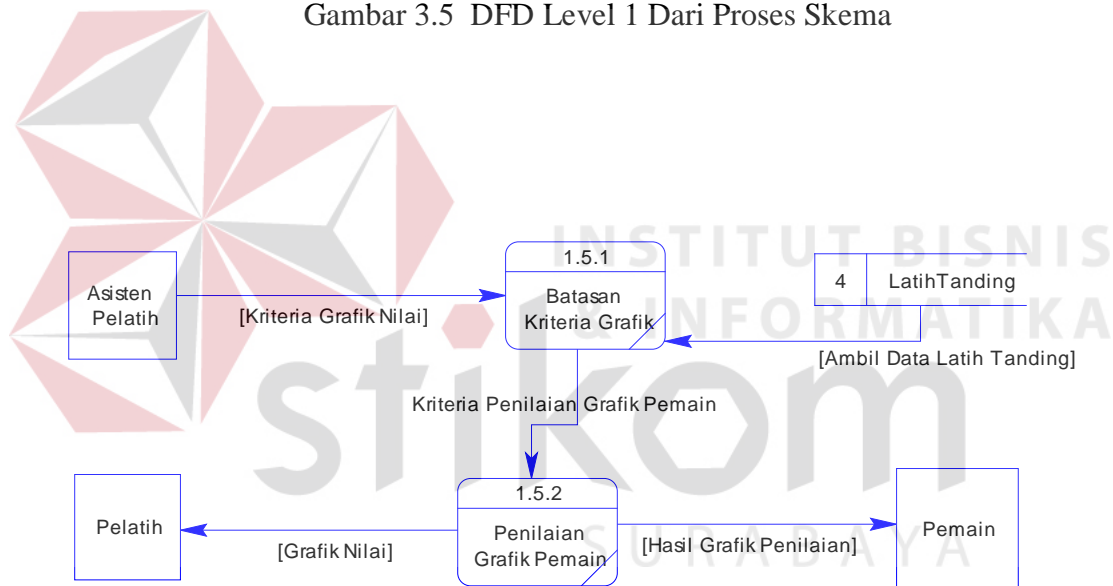 Gambar 3.5 DFD Level 1 Dari Proses Skema
INSTITUT BISNIS
& INFORMATIKA
stikom
SURABAYA
Asisten
Pelatih
[Kriteria Grafik Nilai]
1.5.1
Batasan
Kriteria Grafik
4
LatihTanding
[Ambil Data Latih Tanding]
Kriteria Penilaian Grafik Pemain
Pelatih
[Grafik Nilai]
1.5.2
Penilaian
Grafik Pemain
[Hasil Grafik Penilaian]
Pemain